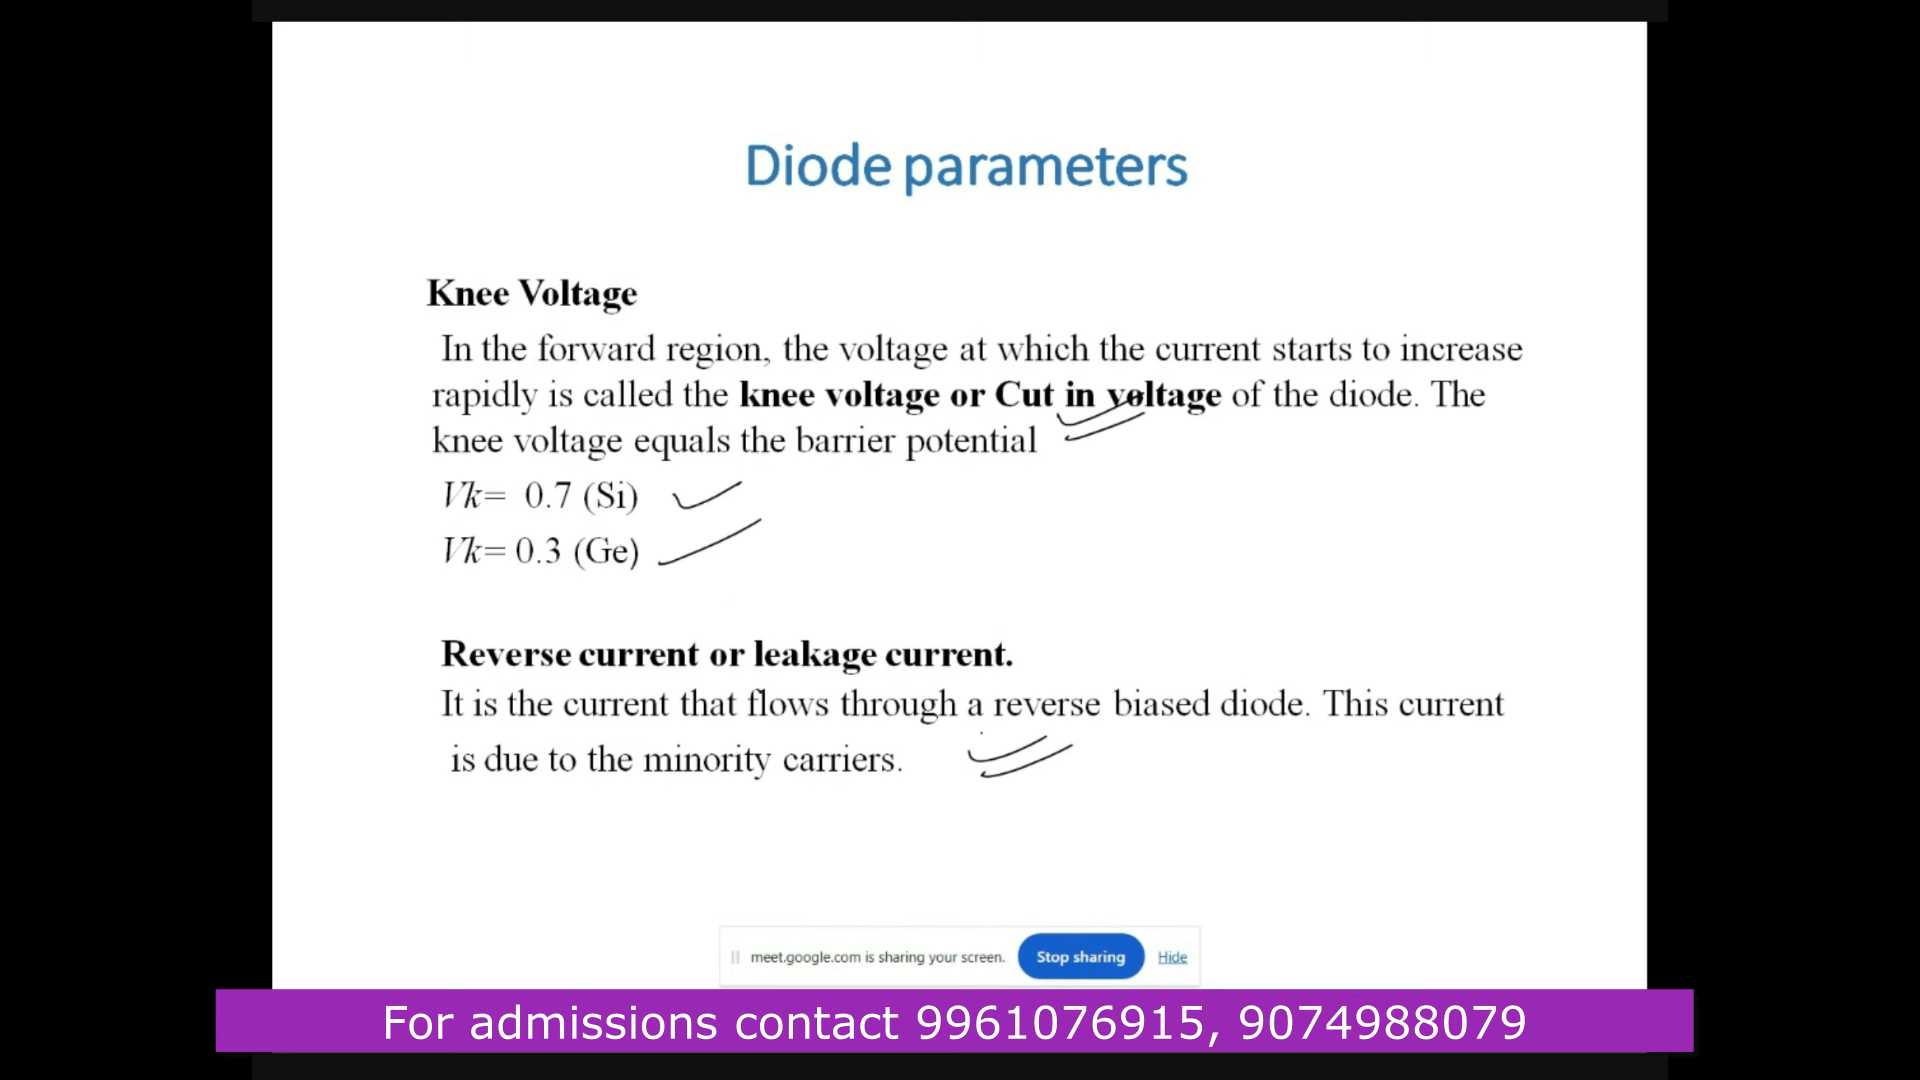 Diode parameters
Knee Voltage
In the forward region, the voltage at which the current starts to increase
rapidly is called the knee voltage or Cut in voltage of the diode. The
knee voltage equals the barrier potential
Vk= 0.7 (Si)
Vk= 0.3 (Ge)
Reverse current or leakage current.
It is the current that flows through a reverse biased diode. This current
is due to the minority carriers.
meet.google.com is sharing your screen. Stop sharing Hide
For admissions contact 9961076915, 9074988079